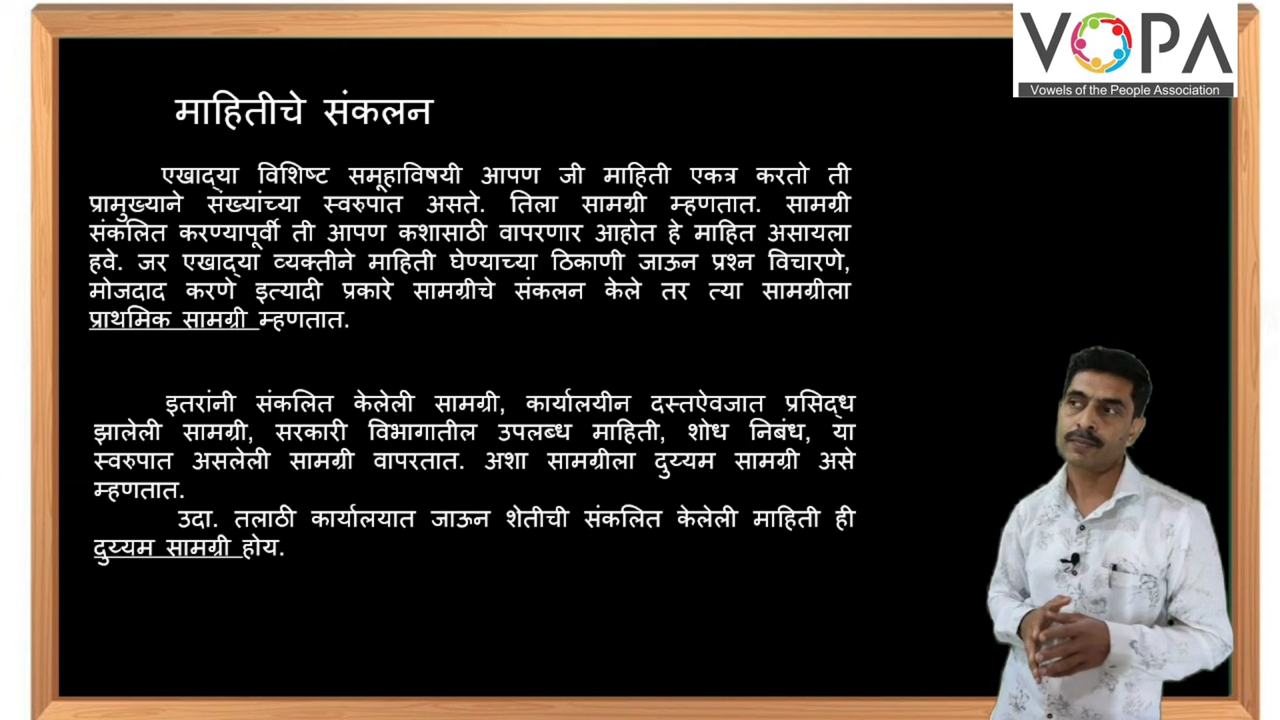 VOPA
Vowels of the People Association
माहितीचे संकलन
एखाद्या विशिष्ट समूहाविषयी आपण जी माहिती एकत्र करतो ती
प्रामुख्याने संख्यांच्या स्वरुपात असते. तिला सामग्री म्हणतात. सामग्री
संकलित करण्यापूर्वी ती आपण कशासाठी वापरणार आहोत हे माहित असायला
हवे. जर एखाद्या व्यक्तीने माहिती घेण्याच्या ठिकाणी जाऊन प्रश्न विचारणे,
मोजदाद करणे इत्यादी प्रकारे सामग्रीचे संकलन केले तर त्या सामग्रीला
प्राथमिक सामग्री म्हणतात.
इतरांनी संकलित केलेली सामग्री, कार्यालयीन दस्तऐवजात प्रसिद्ध
झालेली सामग्री, सरकारी विभागातील उपलब्ध माहिती, शोध निबंध, या
स्वरुपात असलेली सामग्री वापरतात. अशा सामग्रीला दुय्यम सामग्री असे
म्हणतात.
उदा. तलाठी कार्यालयात जाऊन शेतीची संकलित केलेली माहिती ही
दुय्यम सामग्री होय.